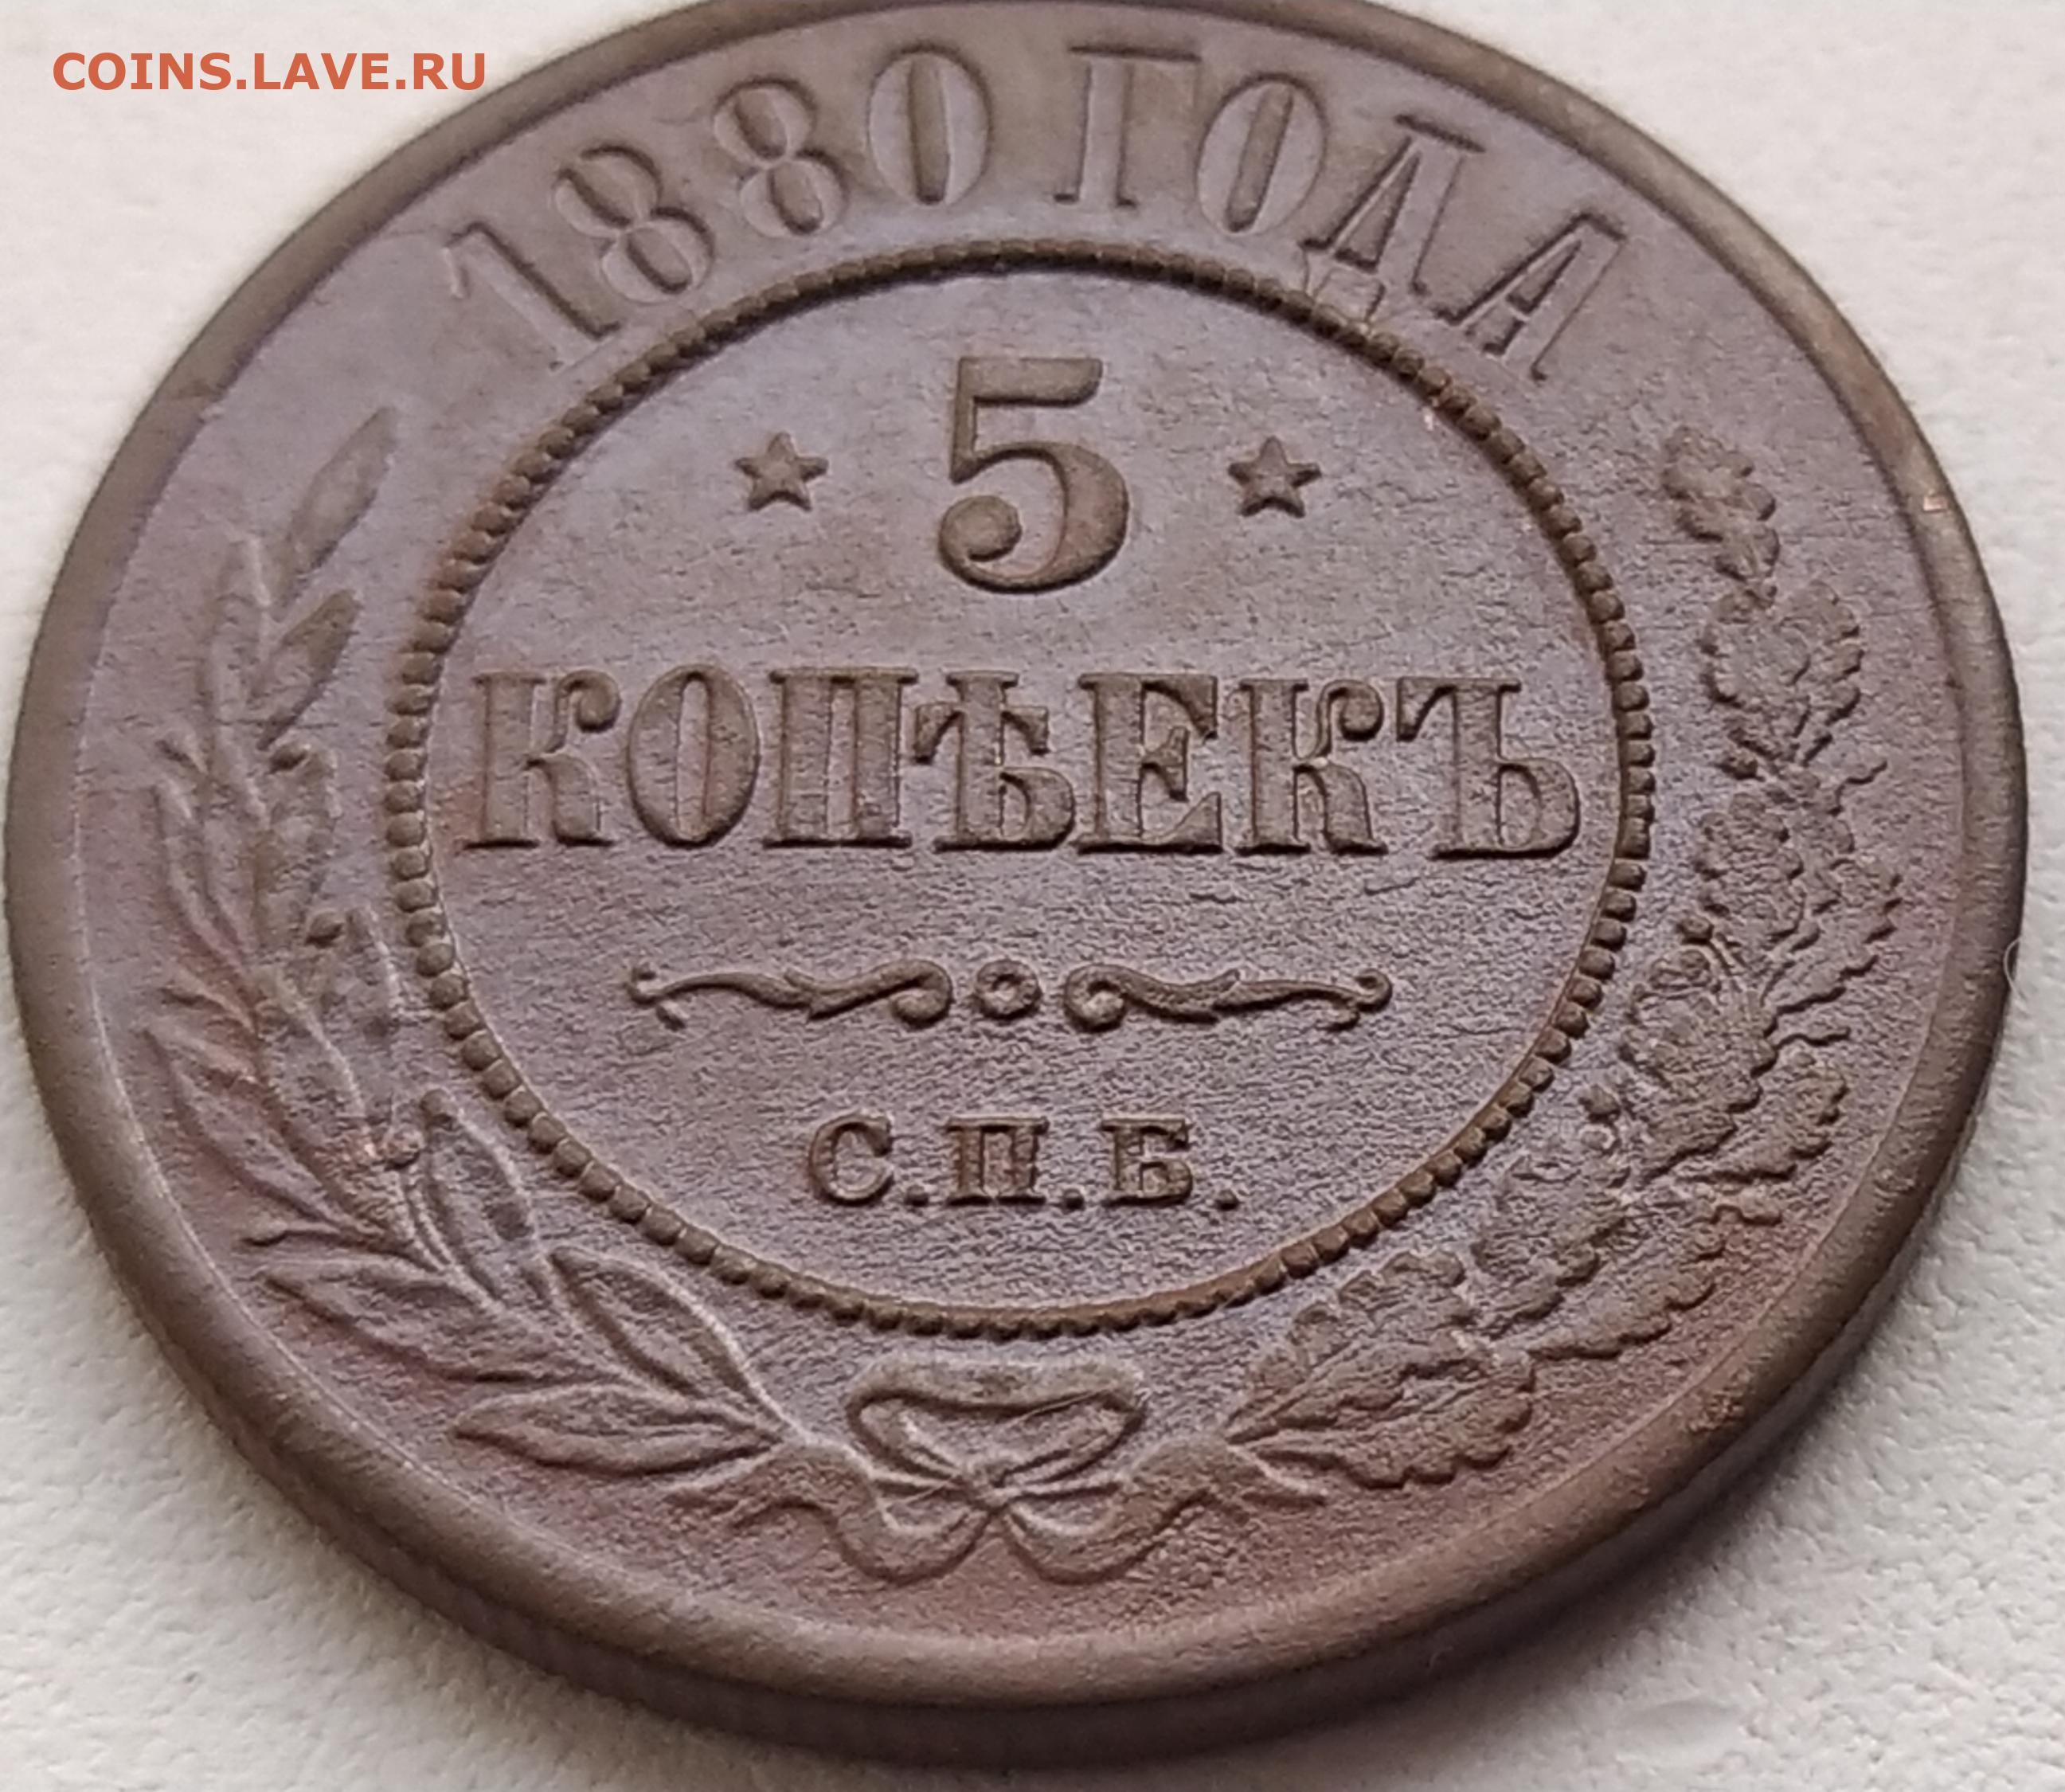 COINS.LAVE.RU
1880 ГОДА
5
КОПѢЕКЪ
С.П.Б.